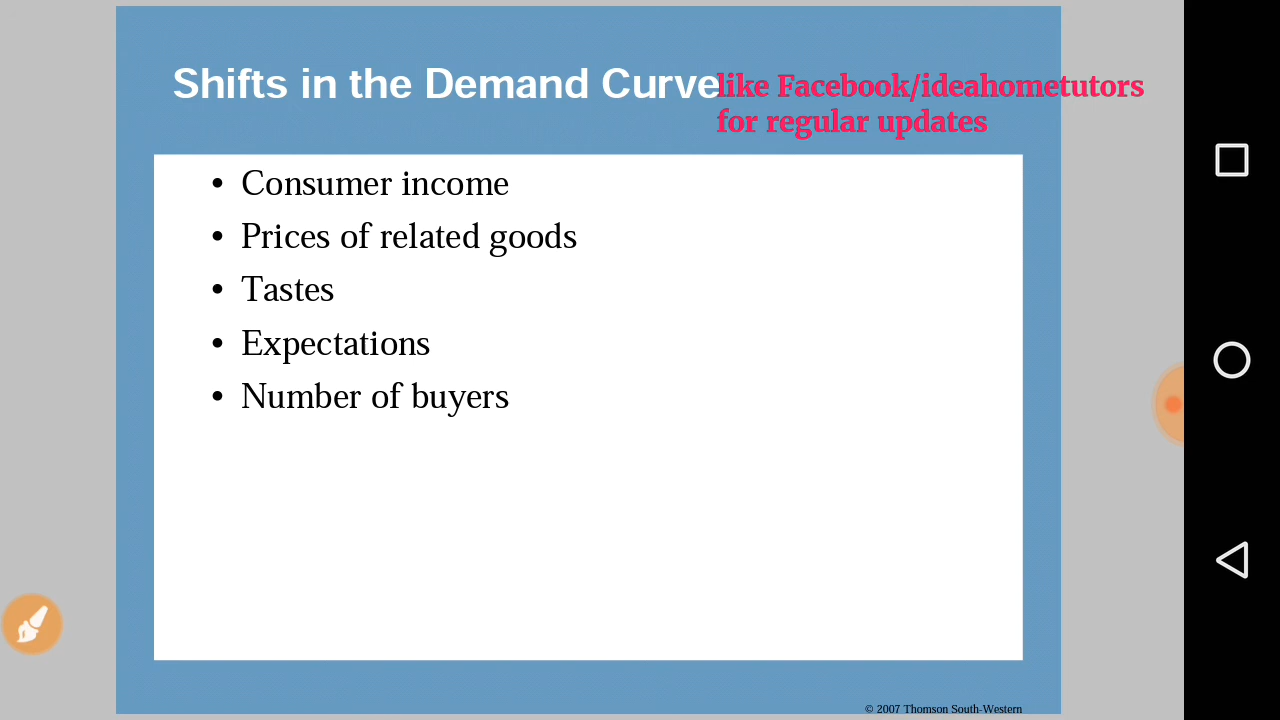 Shifts in the Demand Curve
like Facebook/ideahometutors
for regular updates
• Consumer income
• Prices of related goods
• Tastes
• Expectations
• Number of buyers
© 2007 Thomson South-Western